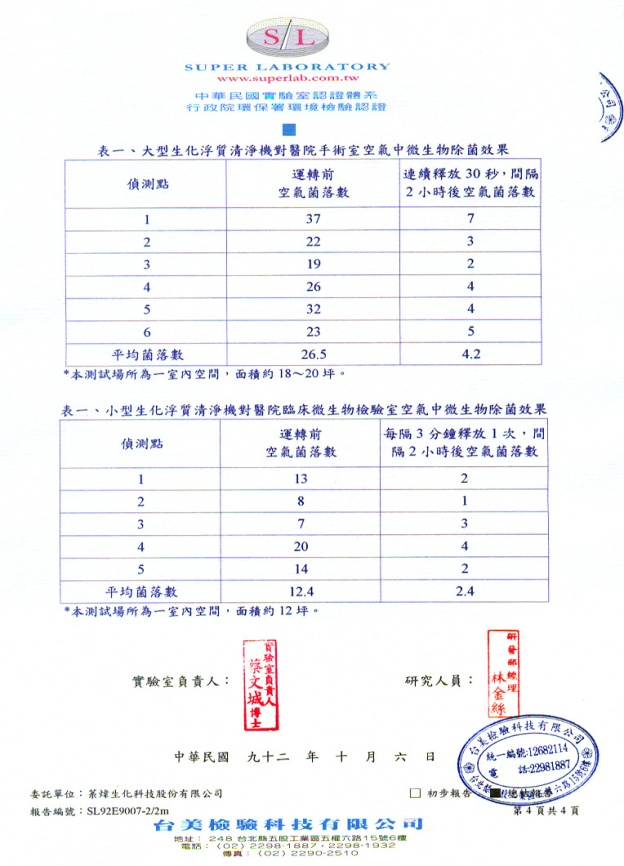 S/L
SUPER LABORATORY
www.superlab.com.tw
中華民國實驗室認證體系
行政院環保署環境檢驗認證
表一、大型生化浮質清淨機對醫院手術室空氣中微生物除菌效果
偵測點 運轉前空氣菌落數 連續釋放 30 秒，間隔 2 小時後空氣菌落數
1 37 7
2 22 3
3 19 2
4 26 4
5 32 4
6 23 5
平均菌落數 26.5 4.2
*本測試場所為一室內空間，面積約 18～20 坪。
表一、小型生化浮質清淨機對醫院臨床微生物檢驗室空氣中微生物除菌效果
偵測點 運轉前空氣菌落數 每隔 3 分鐘釋放 1 次，間隔 2 小時後空氣菌落數
1 13 2
2 8 1
3 7 3
4 20 4
5 14 2
平均菌落數 12.4 2.4
*本測試場所為一室內空間，面積約 12 坪。
實驗室負責人：
實驗室負責人
蔡文城博士
研究人員：
研發部經理
林金絲
中華民國 九十二 年 十 月 六 日
台美檢驗科技有限公司
統一編號:12682114
電 話:22981887
委託單位：萘煒生化科技股份有限公司
□ 初步報告
報告編號：SL92E9007-2/2m
第 4 頁共 4 頁
台美檢驗科技有限公司
地址：248 台北縣五股工業區五權六路15號6樓
電話：(02) 2298-1887．2298-1932
傳真：(02) 2290-2510